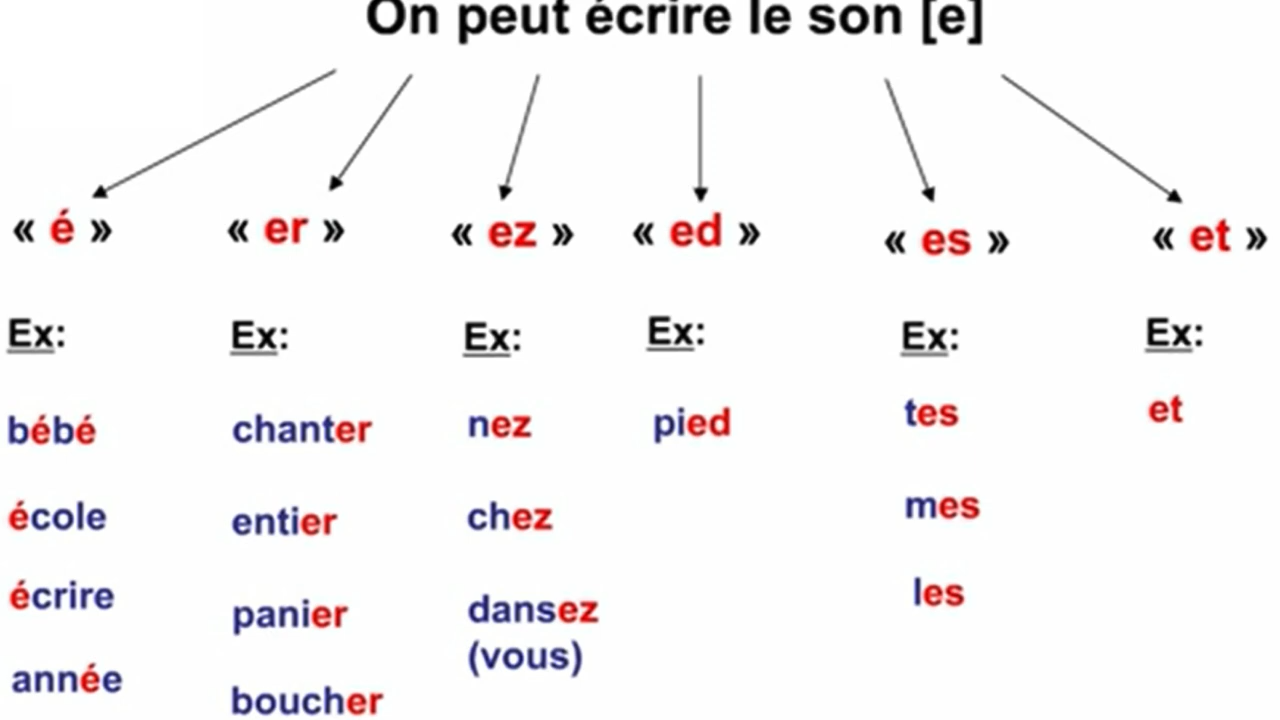 On peut écrire le son [e]
« é »
« er »
« ez »
« ed »
« es »
« et »
Ex:
Ex:
Ex:
Ex:
Ex:
Ex:
bébé
école
écrire
année
chanter
entier
panier
boucher
nez
chez
dansez
(vous)
pied
tes
mes
les
et